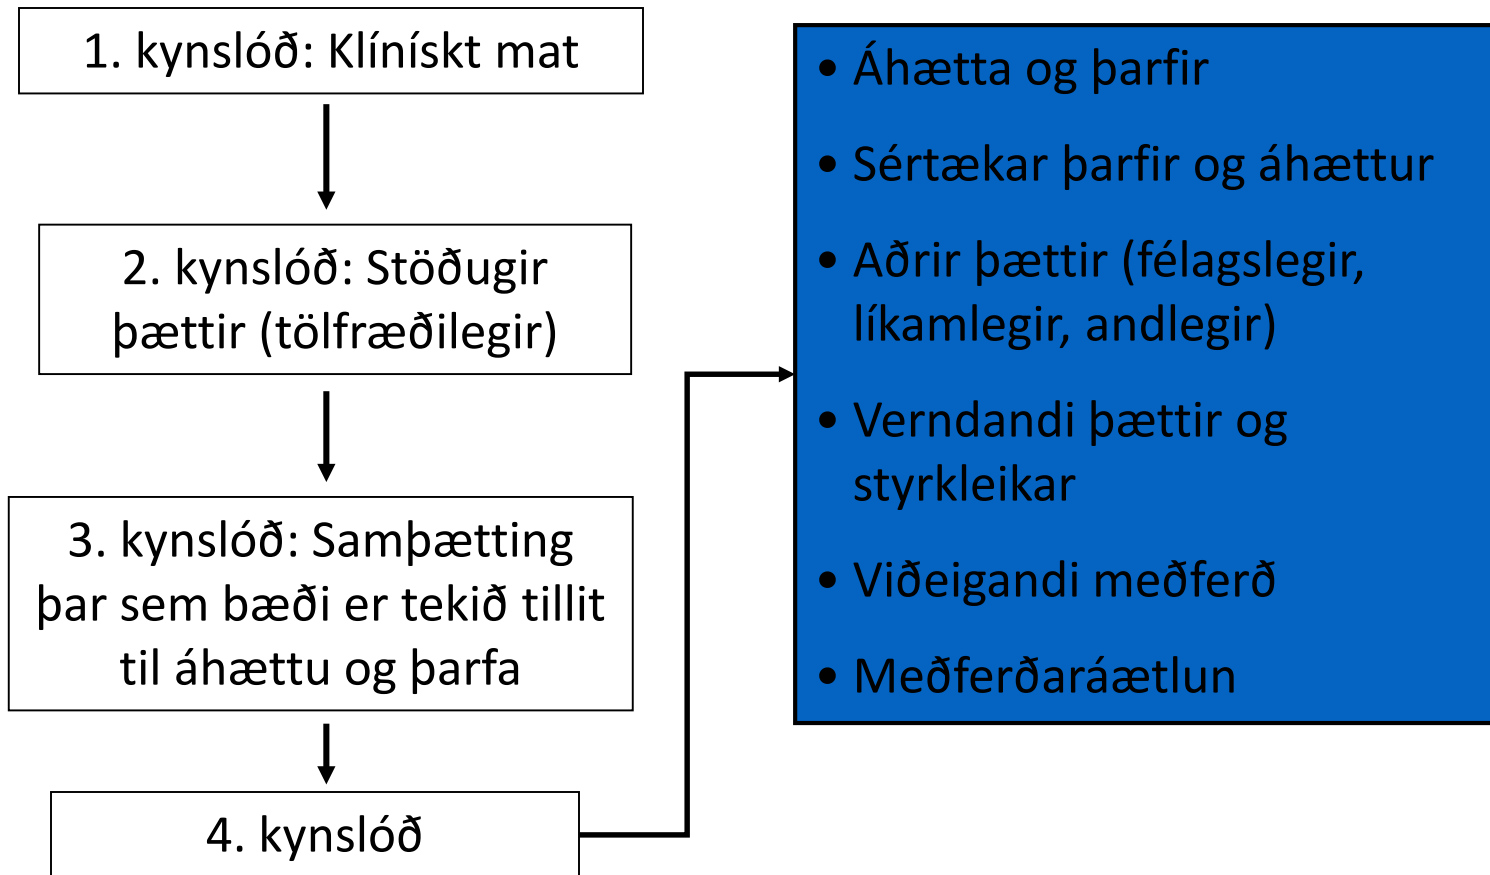 1. kynslóð: Klínískt mat
2. kynslóð: Stöðugir
þættir (tölfræðilegir)
3. kynslóð: Samþætting
þar sem bæði er tekið tillit
til áhættu og þarfa
4. kynslóð
• Áhætta og þarfir
• Sértækar þarfir og áhættur
• Aðrir þættir (félagslegir,
líkamlegir, andlegir)
• Verndandi þættir og
styrkleikar
• Viðeigandi meðferð
• Meðferðaráætlun